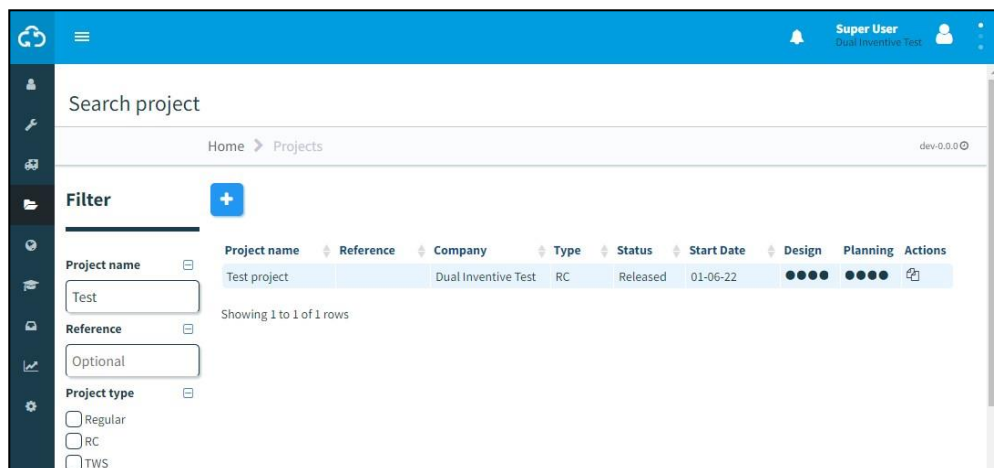 Super User
Dual Inventive Test
Search project
Home Projects
dev-0.0.0
Filter
Project name
Test
Reference
Optional
Project type
Regular
RC
TWS
Project name Reference Company Type Status Start Date Design Planning Actions
Test project Dual Inventive Test RC Released 01-06-22
Showing 1 to 1 of 1 rows